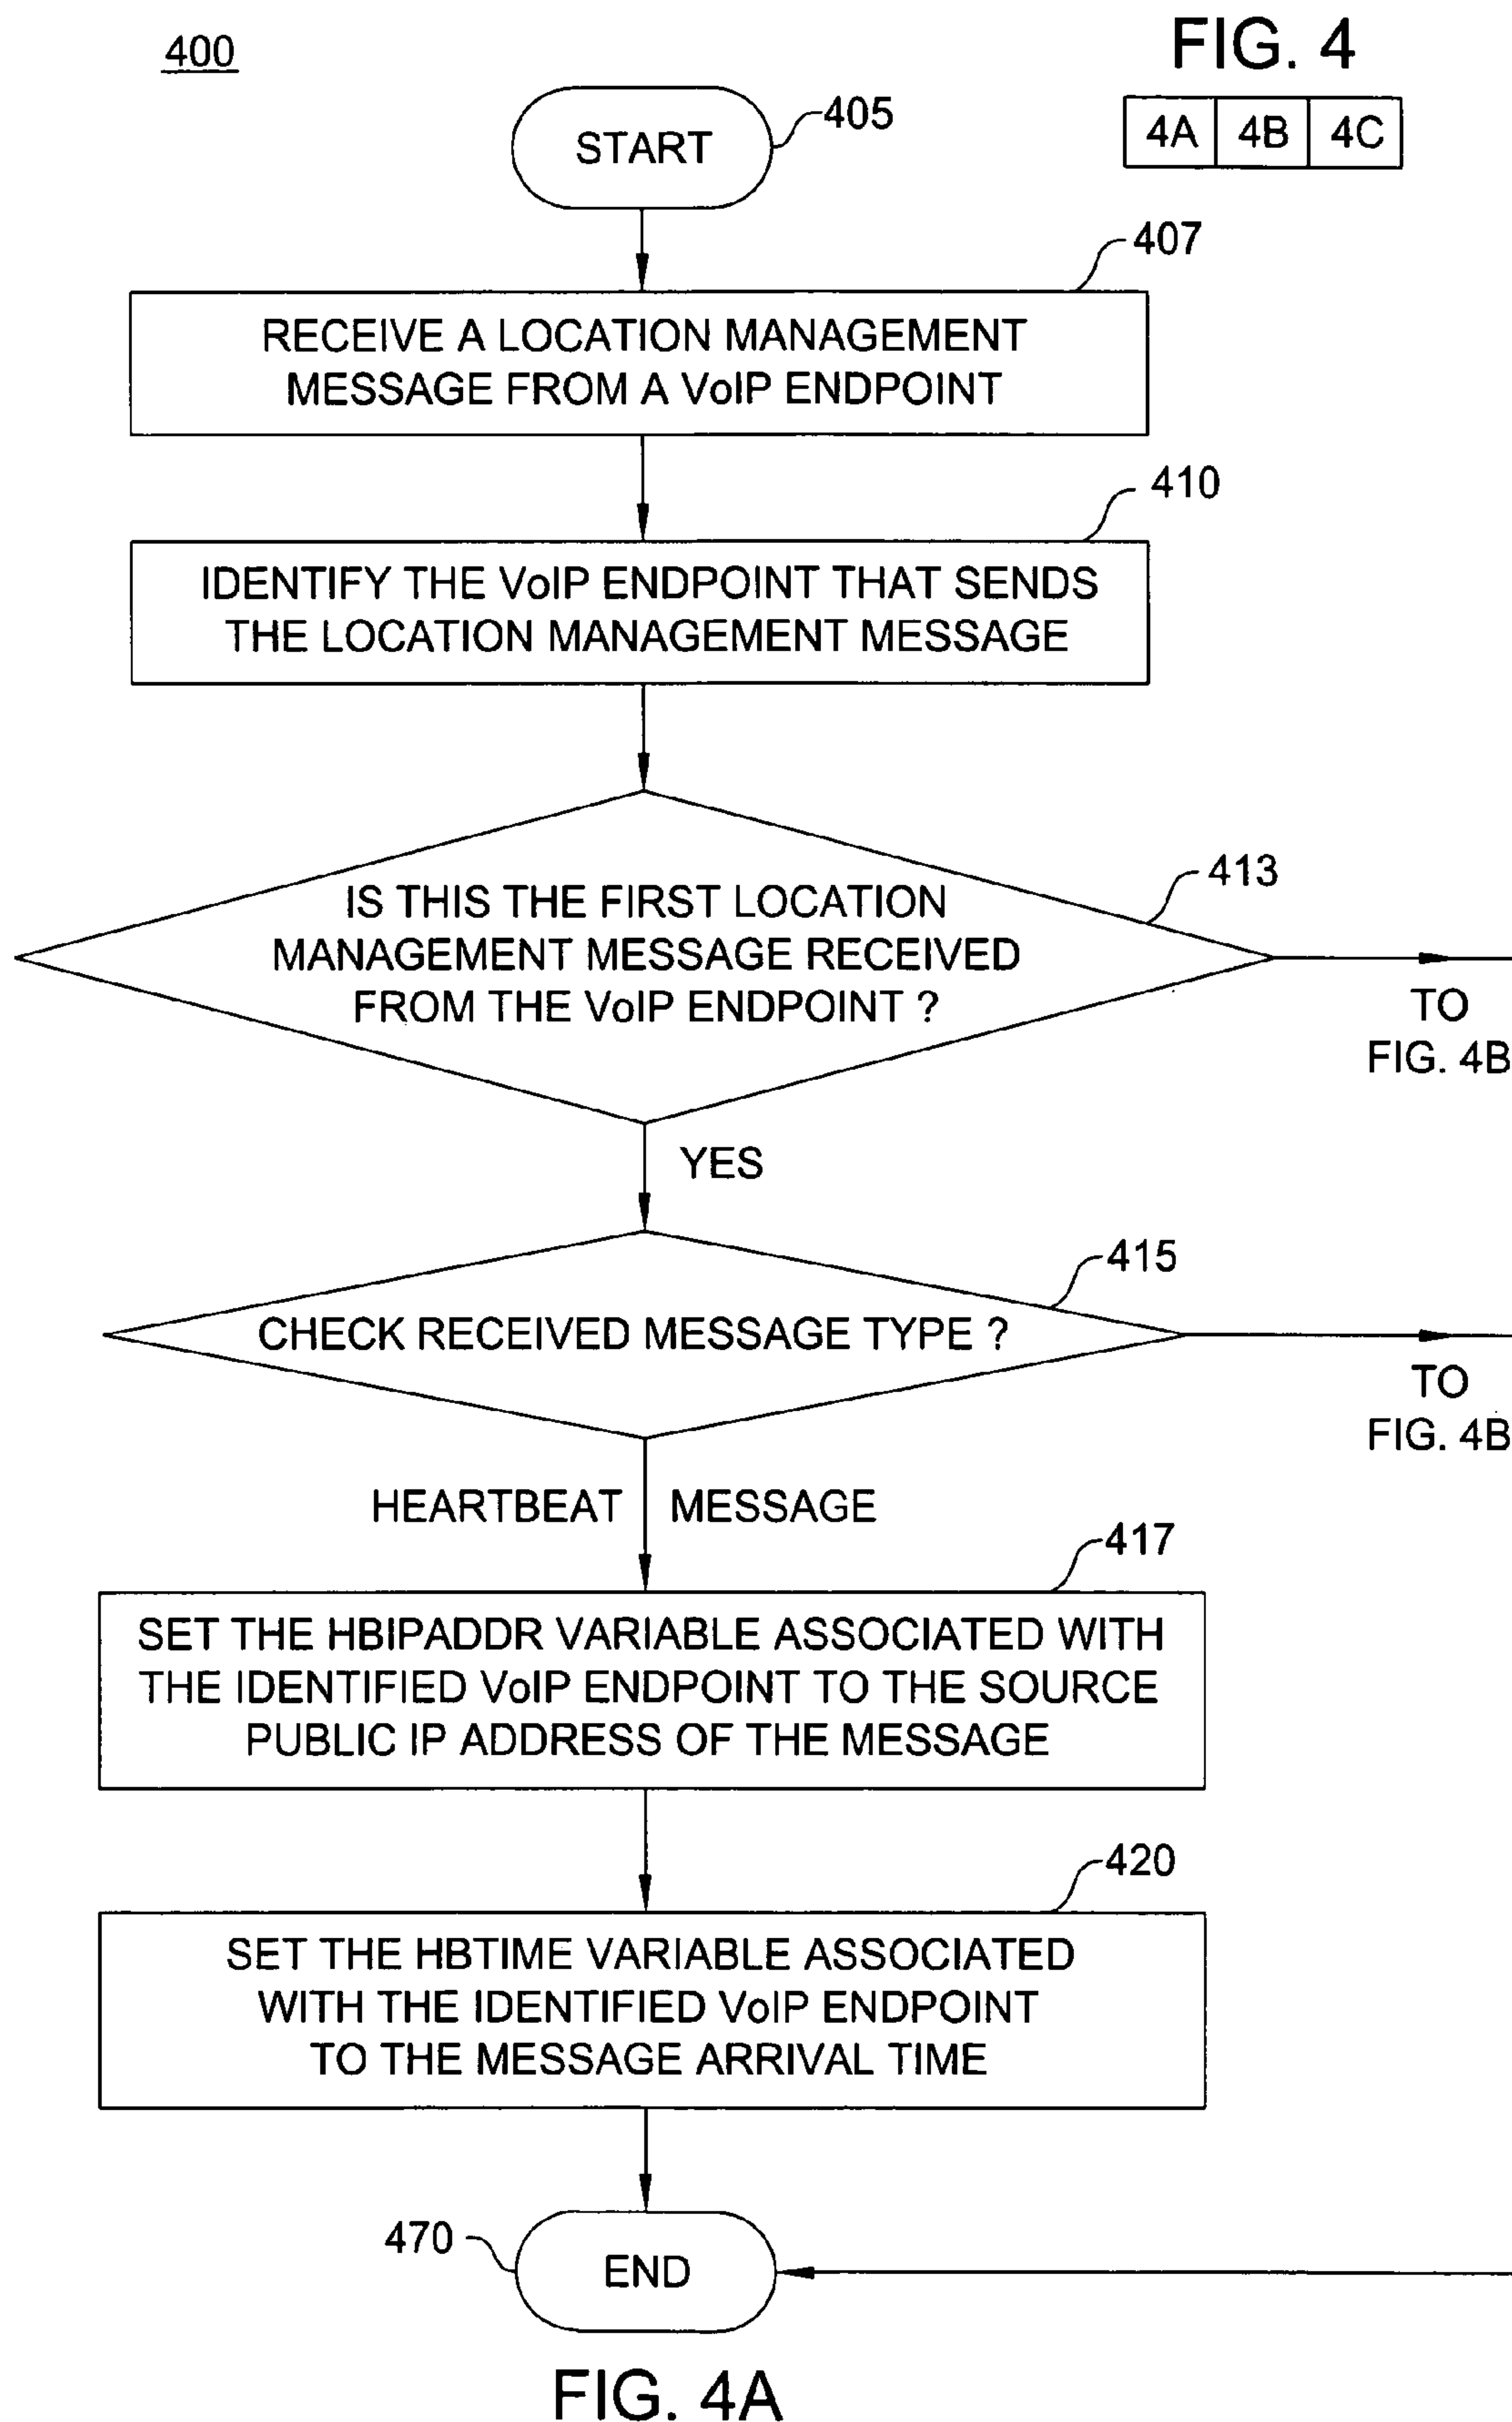 400
FIG. 4
4A 4B 4C
START
405
407
RECEIVE A LOCATION MANAGEMENT
MESSAGE FROM A VoIP ENDPOINT
410
IDENTIFY THE VoIP ENDPOINT THAT SENDS
THE LOCATION MANAGEMENT MESSAGE
413
IS THIS THE FIRST LOCATION
MANAGEMENT MESSAGE RECEIVED
FROM THE VoIP ENDPOINT ?
TO
FIG. 4B
YES
415
CHECK RECEIVED MESSAGE TYPE ?
TO
FIG. 4B
HEARTBEAT MESSAGE
417
SET THE HBIPADDR VARIABLE ASSOCIATED WITH
THE IDENTIFIED VoIP ENDPOINT TO THE SOURCE
PUBLIC IP ADDRESS OF THE MESSAGE
420
SET THE HBTIME VARIABLE ASSOCIATED
WITH THE IDENTIFIED VoIP ENDPOINT
TO THE MESSAGE ARRIVAL TIME
470
END
FIG. 4A